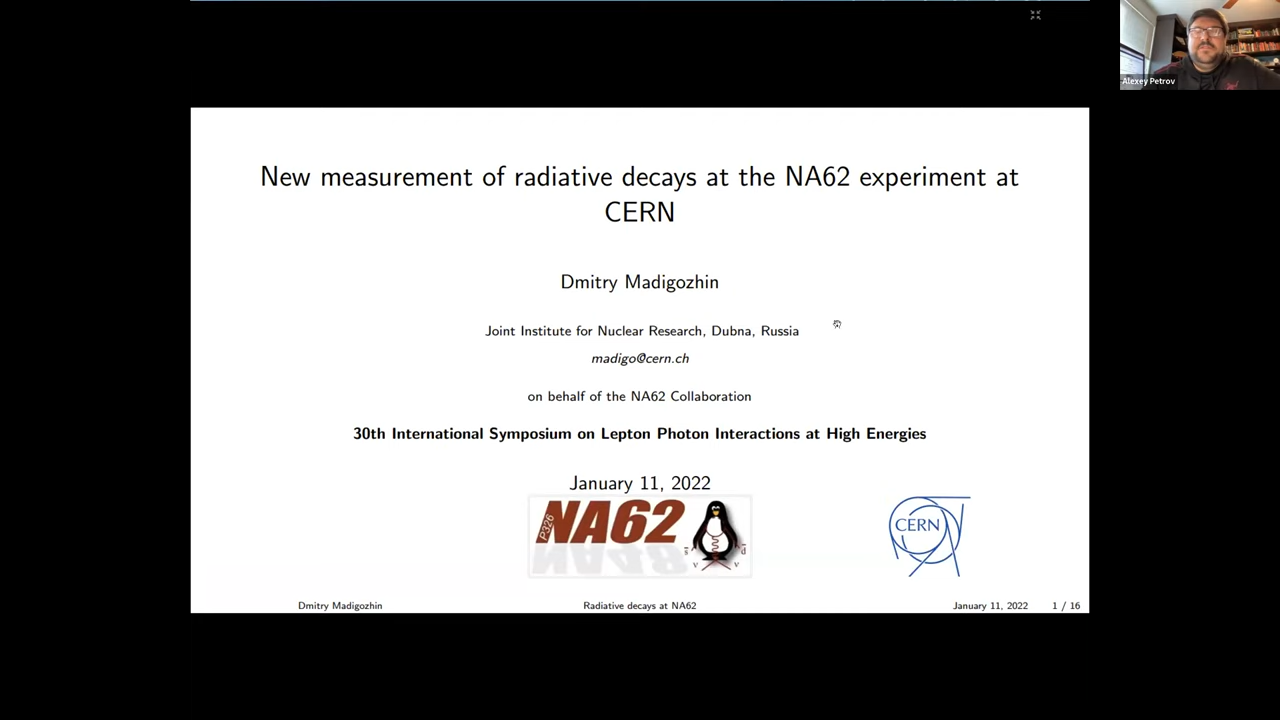 Alexey Petrov
New measurement of radiative decays at the NA62 experiment at
CERN
Dmitry Madigozhin
Joint Institute for Nuclear Research, Dubna, Russia
madigo@cern.ch
on behalf of the NA62 Collaboration
30th International Symposium on Lepton Photon Interactions at High Energies
January 11, 2022
P326 NA62
NA48
s d
ν ν
CERN
Dmitry Madigozhin Radiative decays at NA62 January 11, 2022 1 / 16